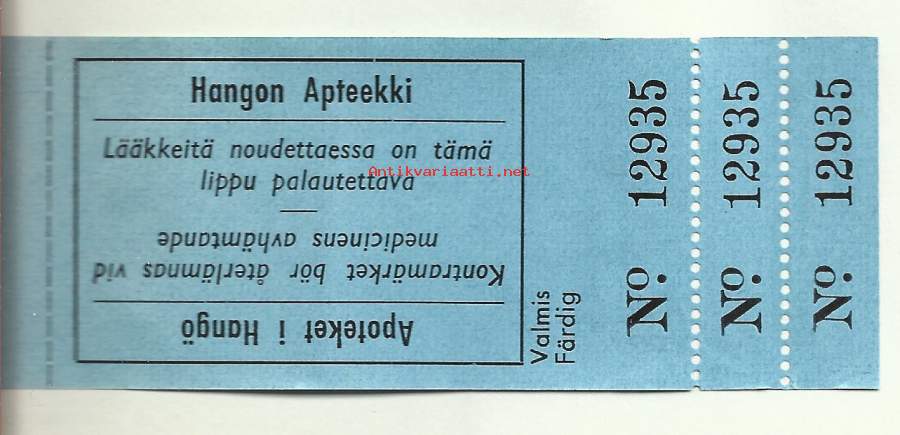 Hangon Apteekki
Lääkkeitä noudettaessa on tämä
lippu palautettava
Apoteket i Hangö
Kontramärket bör återlämnas vid
medicinens avhämtande
Valmis
Färdig
No. 12935
No. 12935
No. 12935
Antikvariaatti.net